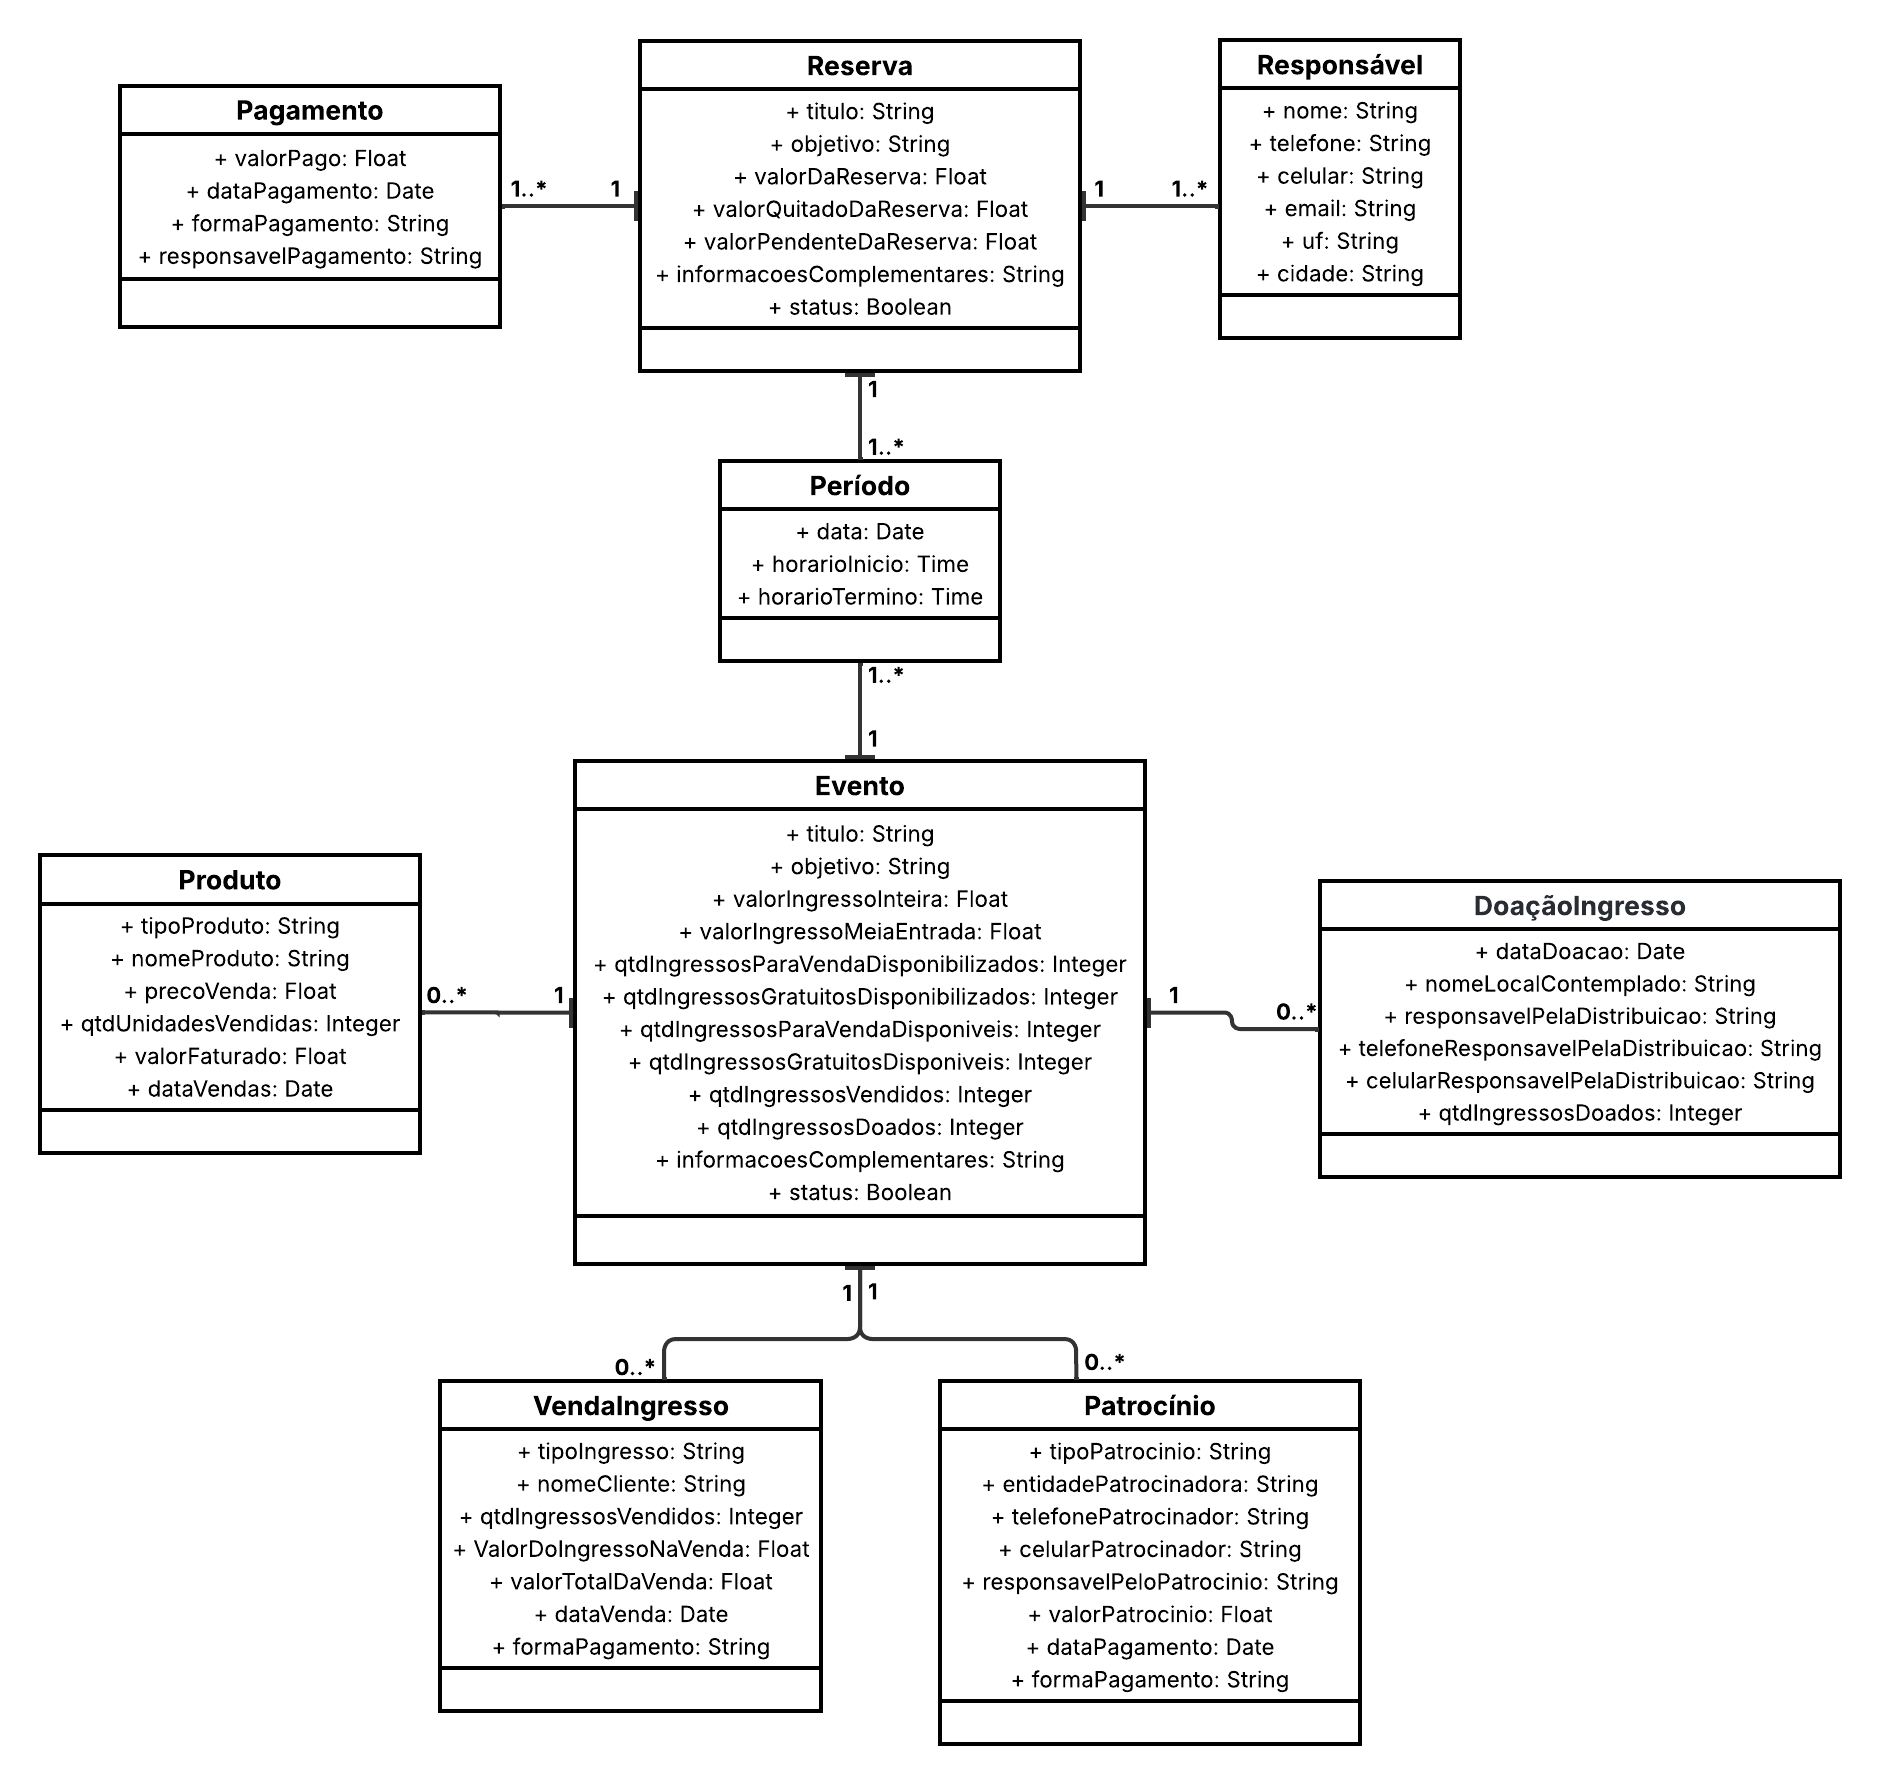 Pagamento
+ valorPago: Float
+ dataPagamento: Date
+ formaPagamento: String
+ responsavelPagamento: String
1..*
1
Reserva
+ titulo: String
+ objetivo: String
+ valorDaReserva: Float
+ valorQuitadoDaReserva: Float
+ valorPendenteDaReserva: Float
+ informacoesComplementares: String
+ status: Boolean
1
1..*
Responsável
+ nome: String
+ telefone: String
+ celular: String
+ email: String
+ uf: String
+ cidade: String
1
1..*
Período
+ data: Date
+ horarioInicio: Time
+ horarioTermino: Time
1..*
1
Evento
+ titulo: String
+ objetivo: String
+ valorIngressoInteira: Float
+ valorIngressoMeiaEntrada: Float
+ qtdIngressosParaVendaDisponibilizados: Integer
+ qtdIngressosGratuitosDisponibilizados: Integer
+ qtdIngressosParaVendaDisponiveis: Integer
+ qtdIngressosGratuitosDisponiveis: Integer
+ qtdIngressosVendidos: Integer
+ qtdIngressosDoados: Integer
+ informacoesComplementares: String
+ status: Boolean
Produto
+ tipoProduto: String
+ nomeProduto: String
+ precoVenda: Float
+ qtdUnidadesVendidas: Integer
+ valorFaturado: Float
+ dataVendas: Date
0..*
1
1
0..*
DoaçãoIngresso
+ dataDoacao: Date
+ nomeLocalContemplado: String
+ responsavelPelaDistribuicao: String
+ telefoneResponsavelPelaDistribuicao: String
+ celularResponsavelPelaDistribuicao: String
+ qtdIngressosDoados: Integer
1
1
0..*
0..*
VendaIngresso
+ tipoIngresso: String
+ nomeCliente: String
+ qtdIngressosVendidos: Integer
+ ValorDoIngressoNaVenda: Float
+ valorTotalDaVenda: Float
+ dataVenda: Date
+ formaPagamento: String
Patrocínio
+ tipoPatrocinio: String
+ entidadePatrocinadora: String
+ telefonePatrocinador: String
+ celularPatrocinador: String
+ responsavelPeloPatrocinio: String
+ valorPatrocinio: Float
+ dataPagamento: Date
+ formaPagamento: String